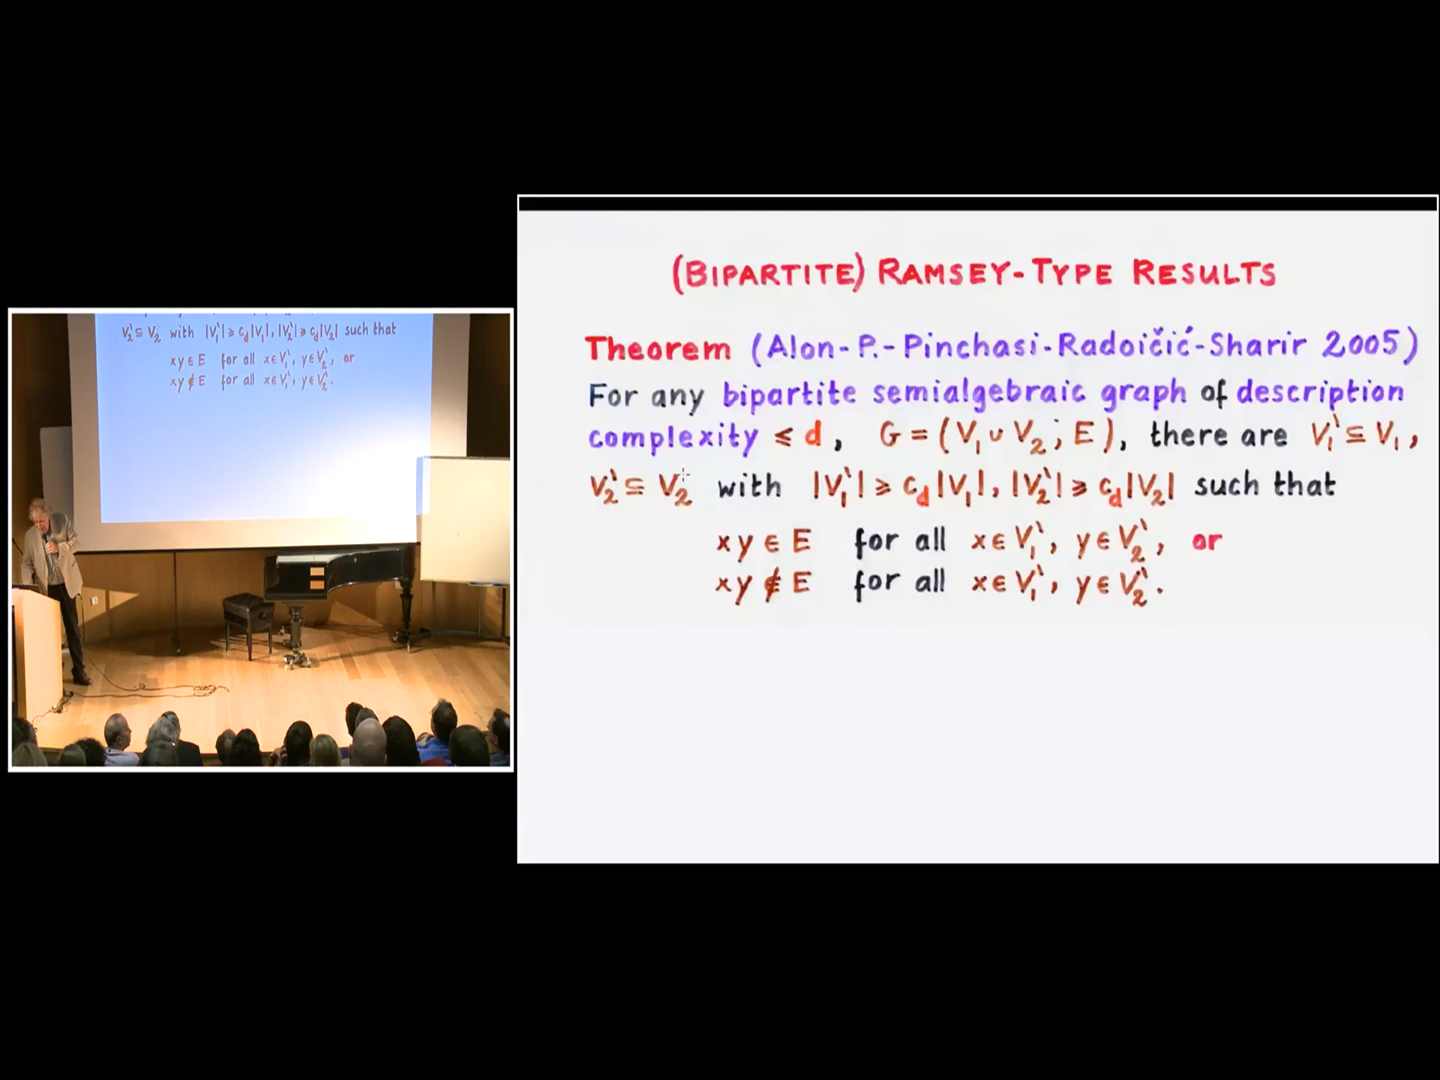 V₂' ⊆ V₂ with |V₁'| ⩾ c_d|V₁|, |V₂'| ⩾ c_d|V₂| such that
xy ∈ E for all x ∈ V₁', y ∈ V₂', or
xy ∉ E for all x ∈ V₁', y ∈ V₂'.
(BIPARTITE) RAMSEY-TYPE RESULTS
Theorem (Alon-P.-Pinchasi-Radoičić-Sharir 2005)
For any bipartite semialgebraic graph of description
complexity ⩽ d, G = (V₁ ∪ V₂; E), there are V₁' ⊆ V₁,
V₂' ⊆ V₂ with |V₁'| ⩾ c_d|V₁|, |V₂'| ⩾ c_d|V₂| such that
xy ∈ E for all x ∈ V₁', y ∈ V₂', or
xy ∉ E for all x ∈ V₁', y ∈ V₂'.